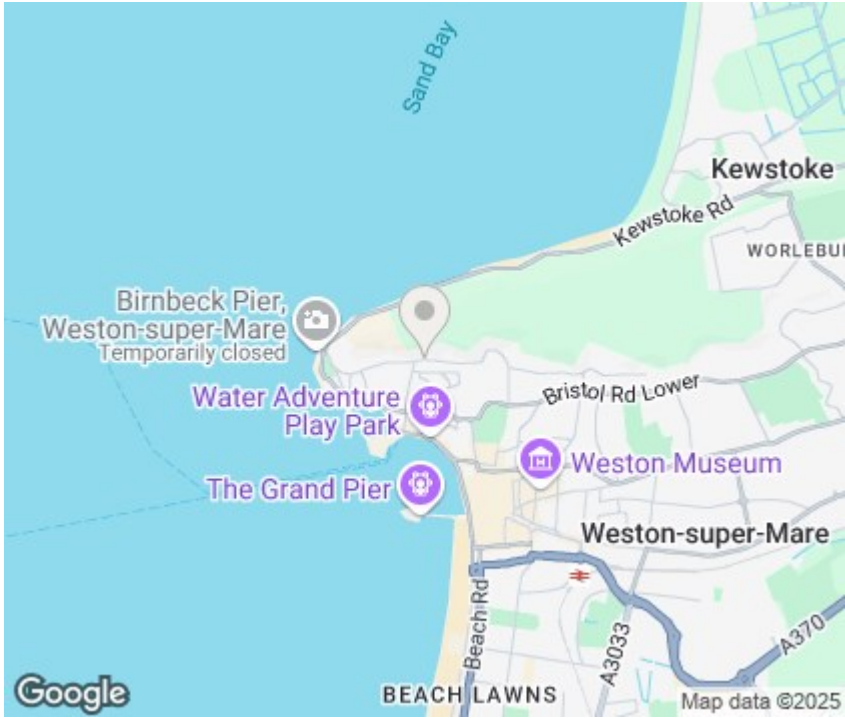 Sand Bay
Kewstoke
Kewstoke Rd
WORLEBU
Birnbeck Pier,
Weston-super-Mare
Temporarily closed
Water Adventure
Play Park
Bristol Rd Lower
The Grand Pier
Weston Museum
Weston-super-Mare
Beach Rd
A3033
A370
BEACH LAWNS
Google
Map data ©2025